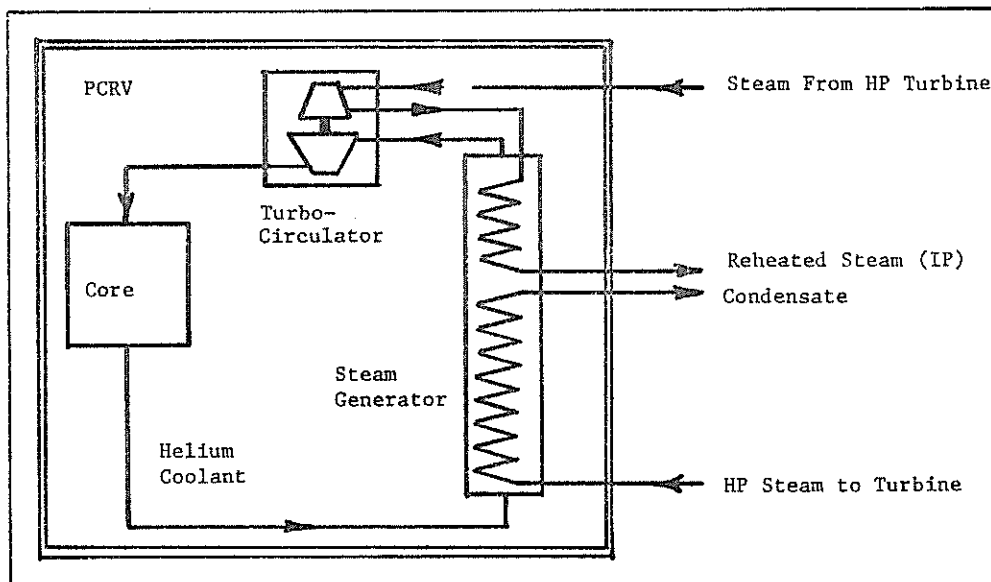 PCRV
Steam From HP Turbine
Turbo-
Circulator
Core
Reheated Steam (IP)
Condensate
Steam
Generator
Helium
Coolant
HP Steam to Turbine